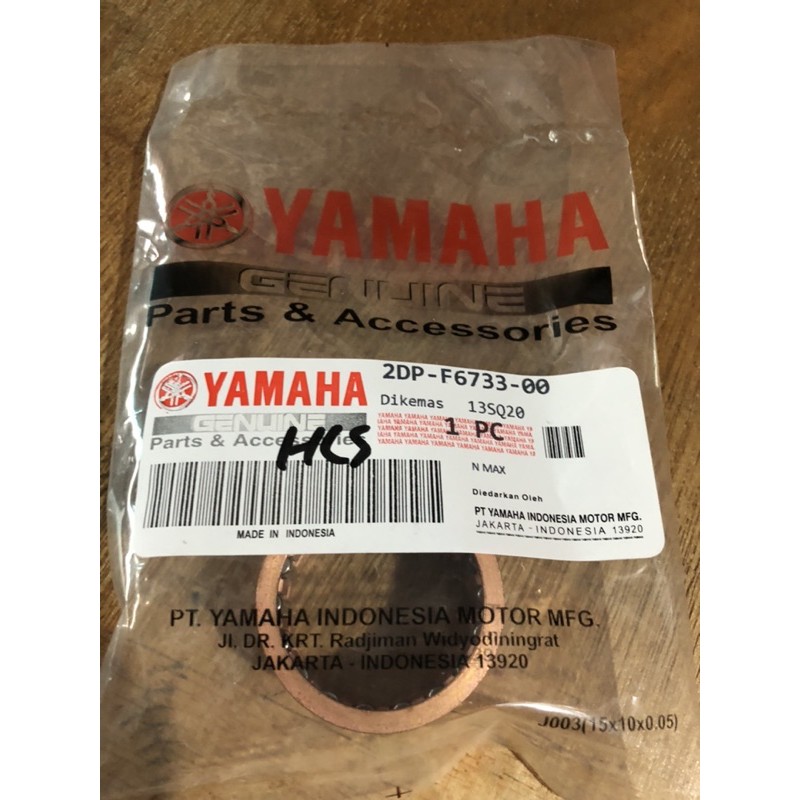 YAMAHA
GENUINE
Parts & Accessories
YAMAHA
GENUINE
Parts & Accessories
HCS
2DP-F6733-00
Dikemas 13SQ20
1 PC
N MAX
Diedarkan Oleh
PT YAMAHA INDONESIA MOTOR MFG.
JAKARTA - INDONESIA 13920
MADE IN INDONESIA
PT. YAMAHA INDONESIA MOTOR MFG.
Jl. DR. KRT. Radjiman Widyodiningrat
JAKARTA - INDONESIA 13920
J003(15x10x0.05)